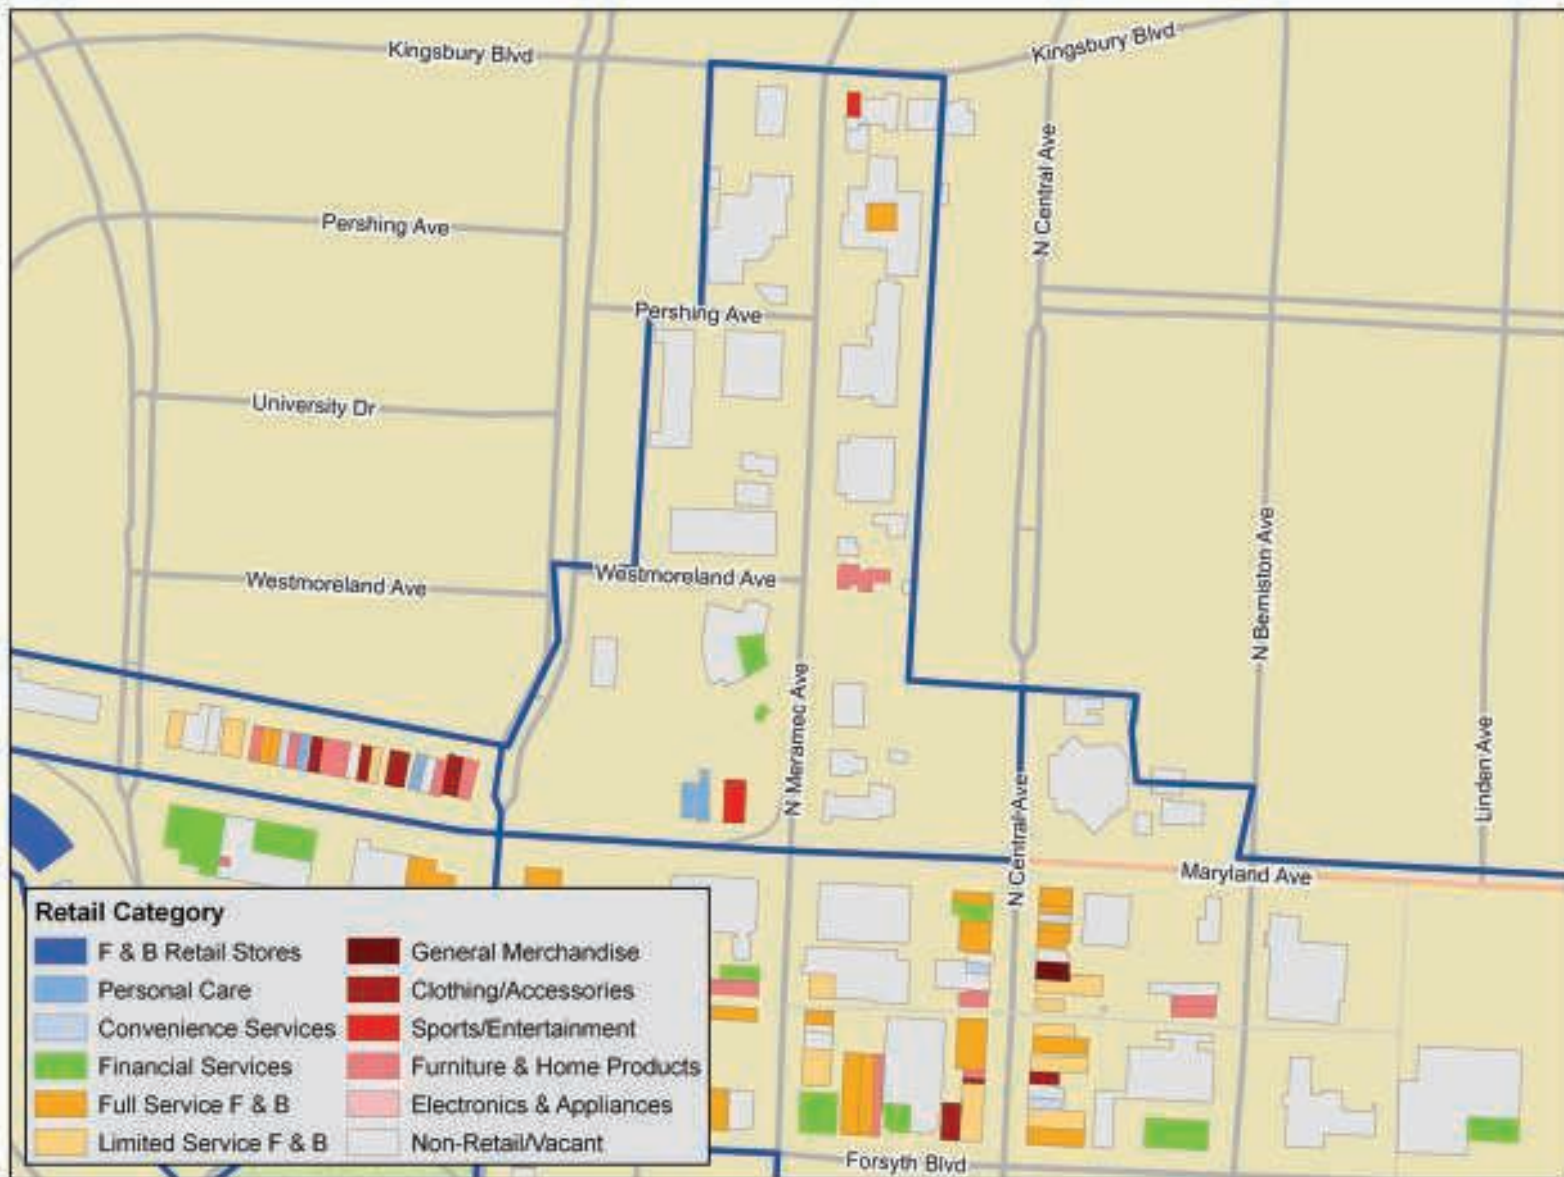 Kingsbury Blvd
Kingsbury Blvd
N Central Ave
Pershing Ave
Pershing Ave
University Dr
Westmoreland Ave
Westmoreland Ave
N Bemiston Ave
N Meramec Ave
Linden Ave
N Central Ave
Maryland Ave
Retail Category
F & B Retail Stores
Personal Care
Convenience Services
Financial Services
Full Service F & B
Limited Service F & B
General Merchandise
Clothing/Accessories
Sports/Entertainment
Furniture & Home Products
Electronics & Appliances
Non-Retail/Vacant
Forsyth Blvd